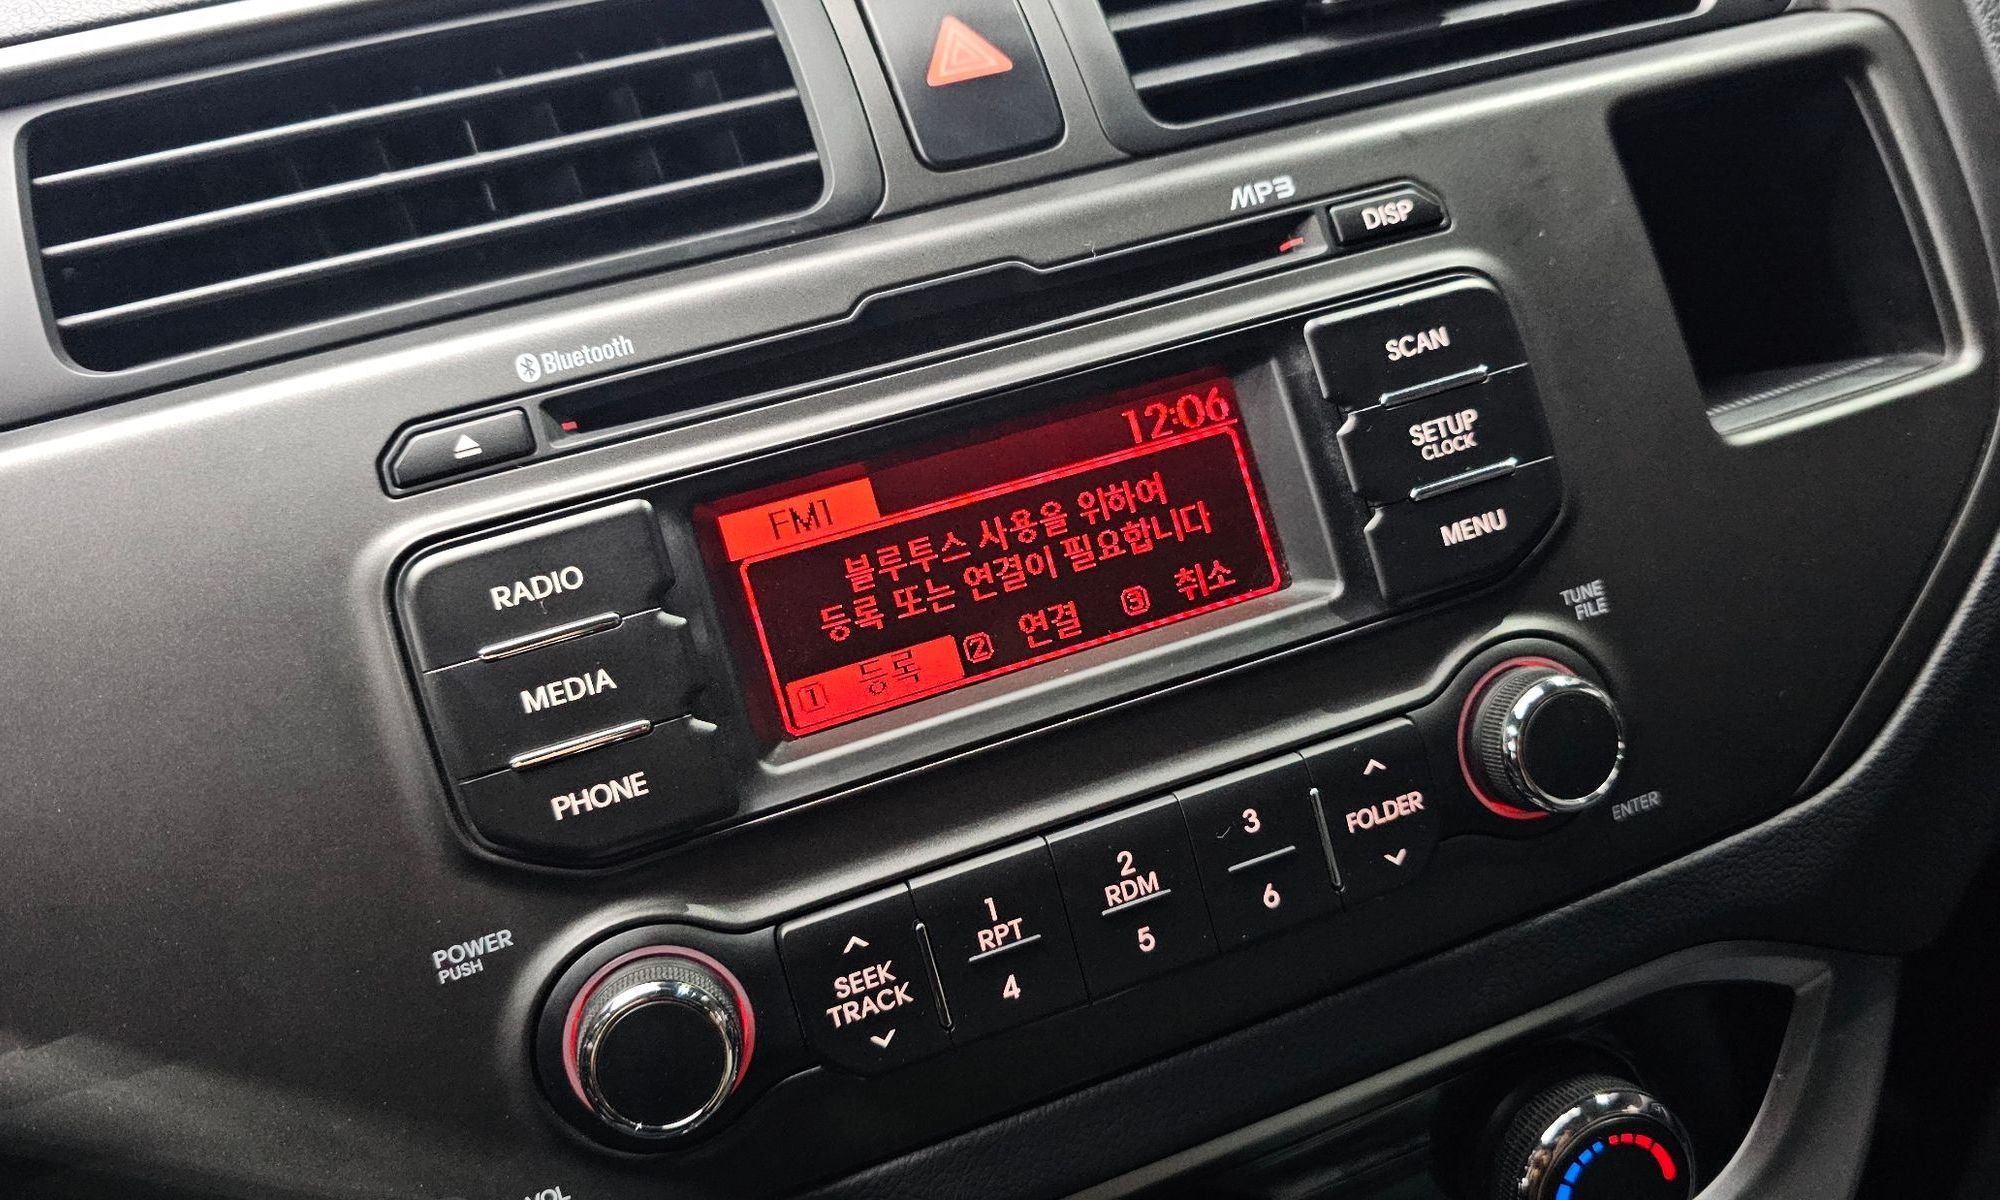 MP3
DISP
Bluetooth
SCAN
SETUP
CLOCK
MENU
12:06
FM1
블루투스 사용을 위하여
등록 또는 연결이 필요합니다
1 등록 2 연결 3 취소
RADIO
MEDIA
PHONE
TUNE
FILE
ENTER
POWER
PUSH
VOL
SEEK
TRACK
1
RPT
4
2
RDM
5
3
6
FOLDER